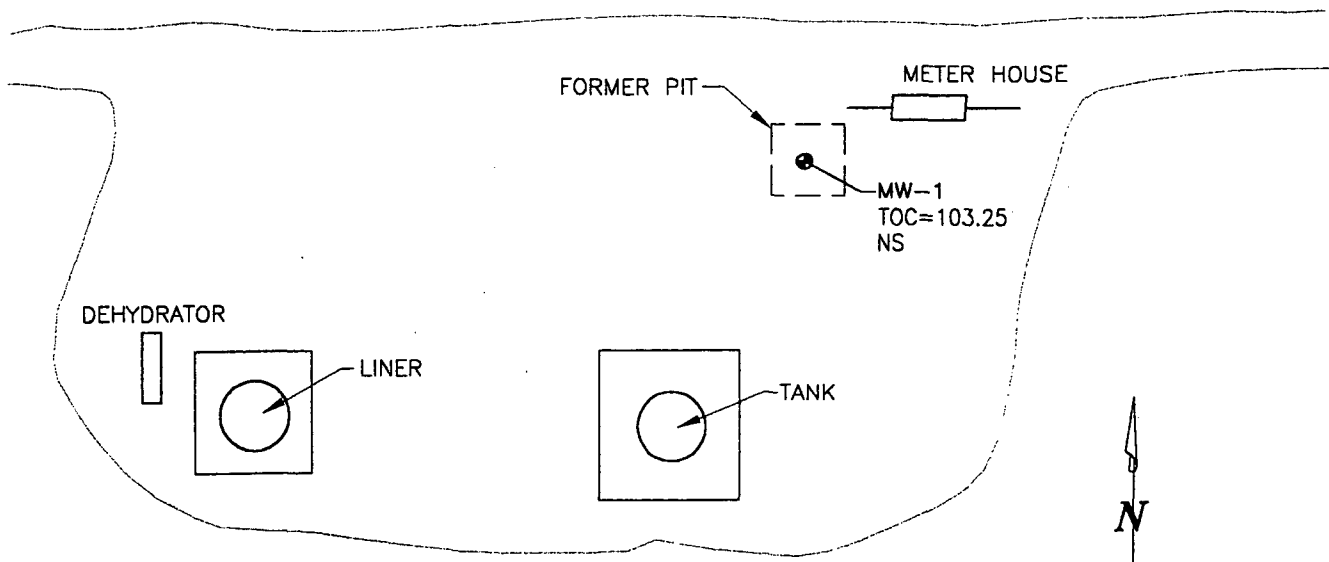 METER HOUSE
FORMER PIT
MW-1
TOC=103.25
NS
DEHYDRATOR
LINER
TANK
N